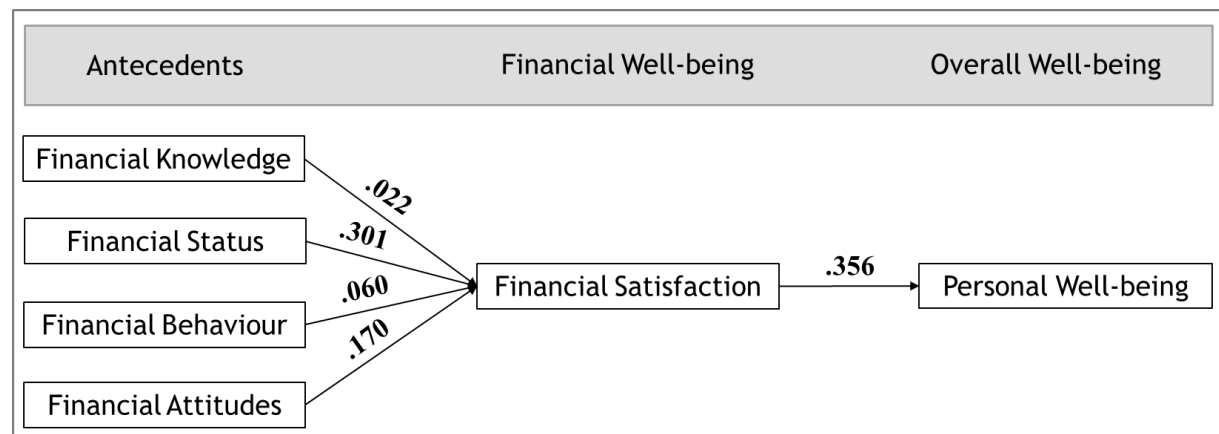 Antecedents Financial Well-being Overall Well-being
Financial Knowledge
.022
Financial Status
.301
Financial Satisfaction
.356
Personal Well-being
.060
Financial Behaviour
.170
Financial Attitudes